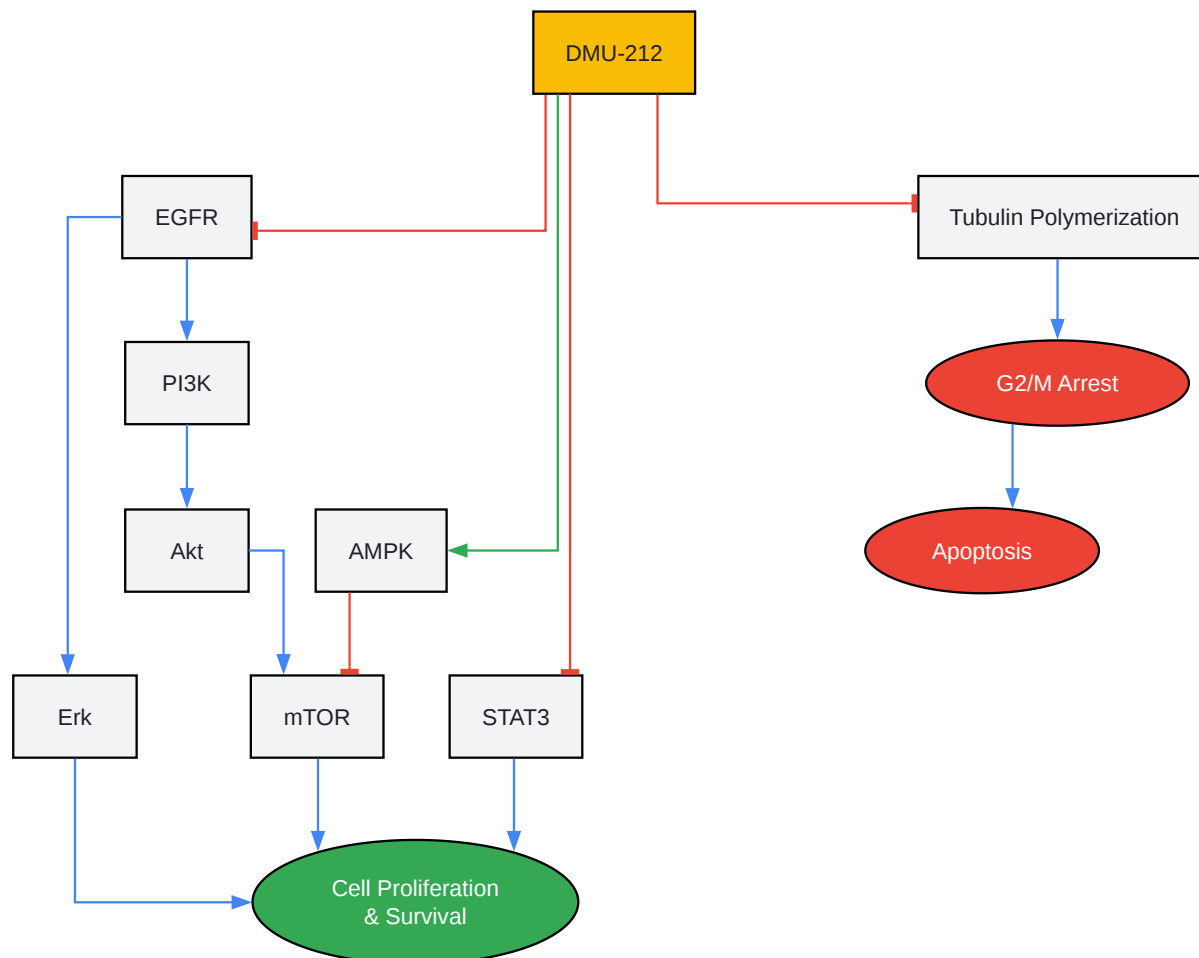 DMU-212
EGFR
Tubulin Polymerization
PI3K
G2/M Arrest
Akt
AMPK
Apoptosis
Erk
mTOR
STAT3
Cell Proliferation
& Survival